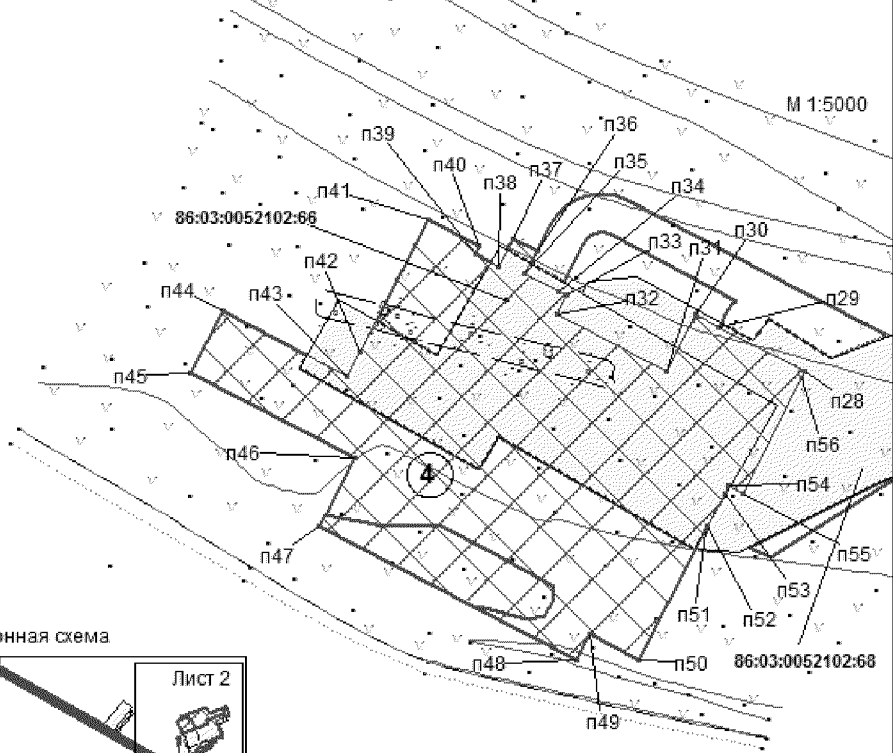 М 1:5000
п36
п39
п35
п40
п37
п38
п34
п41
86:03:0052102:66
п30
п33
п31
п42
п44
п43
п32
п29
п45
п28
п56
п46
4
п54
п47
п55
п53
п51
п52
онная схема
п48
п50
86:03:0052102:68
Лист 2
п49